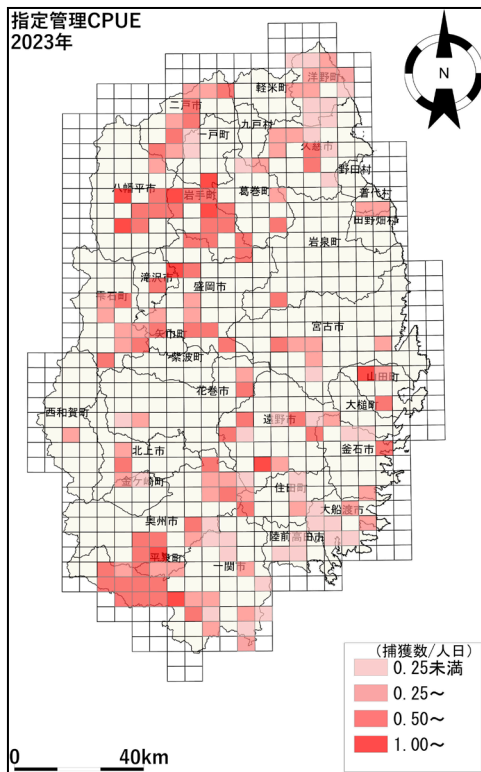 指定管理CPUE
2023年
N
洋野町
軽米町
二戸市
九戸村
一戸町
久慈市
野田村
八幡平市
岩手町
葛巻町
普代村
田野畑村
岩泉町
滝沢市
盛岡市
雫石町
宮古市
矢巾町
紫波町
山田町
花巻市
大槌町
西和賀町
遠野市
釜石市
北上市
金ケ崎町
住田町
大船渡市
奥州市
陸前高田市
平泉町
一関市
(捕獲数/人日)
0.25未満
0.25～
0.50～
1.00～
0 40km